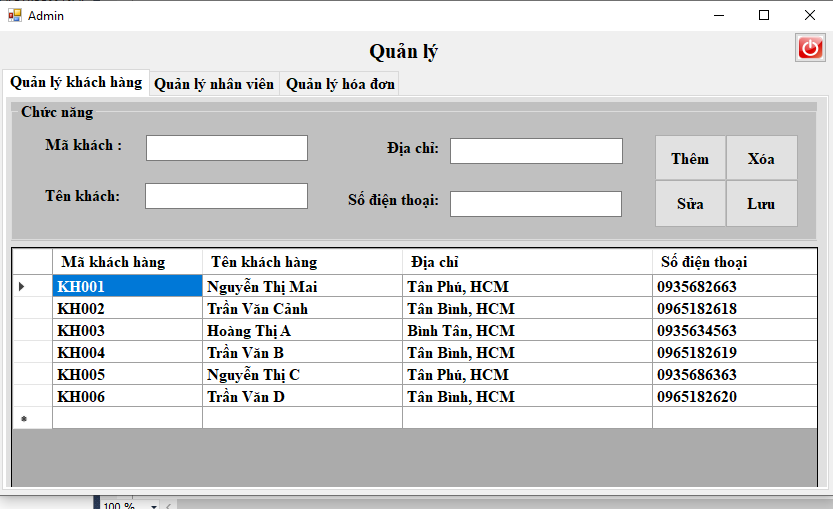 Admin
Quản lý
Quản lý khách hàng Quản lý nhân viên Quản lý hóa đơn
Chức năng
Mã khách : Địa chỉ: Thêm Xóa
Tên khách: Số điện thoại: Sửa Lưu
Mã khách hàng Tên khách hàng Địa chỉ Số điện thoại
KH001 Nguyễn Thị Mai Tân Phú, HCM 0935682663
KH002 Trần Văn Cảnh Tân Bình, HCM 0965182618
KH003 Hoàng Thị A Bình Tân, HCM 0935634563
KH004 Trần Văn B Tân Bình, HCM 0965182619
KH005 Nguyễn Thị C Tân Phú, HCM 0935686363
KH006 Trần Văn D Tân Bình, HCM 0965182620
100 %